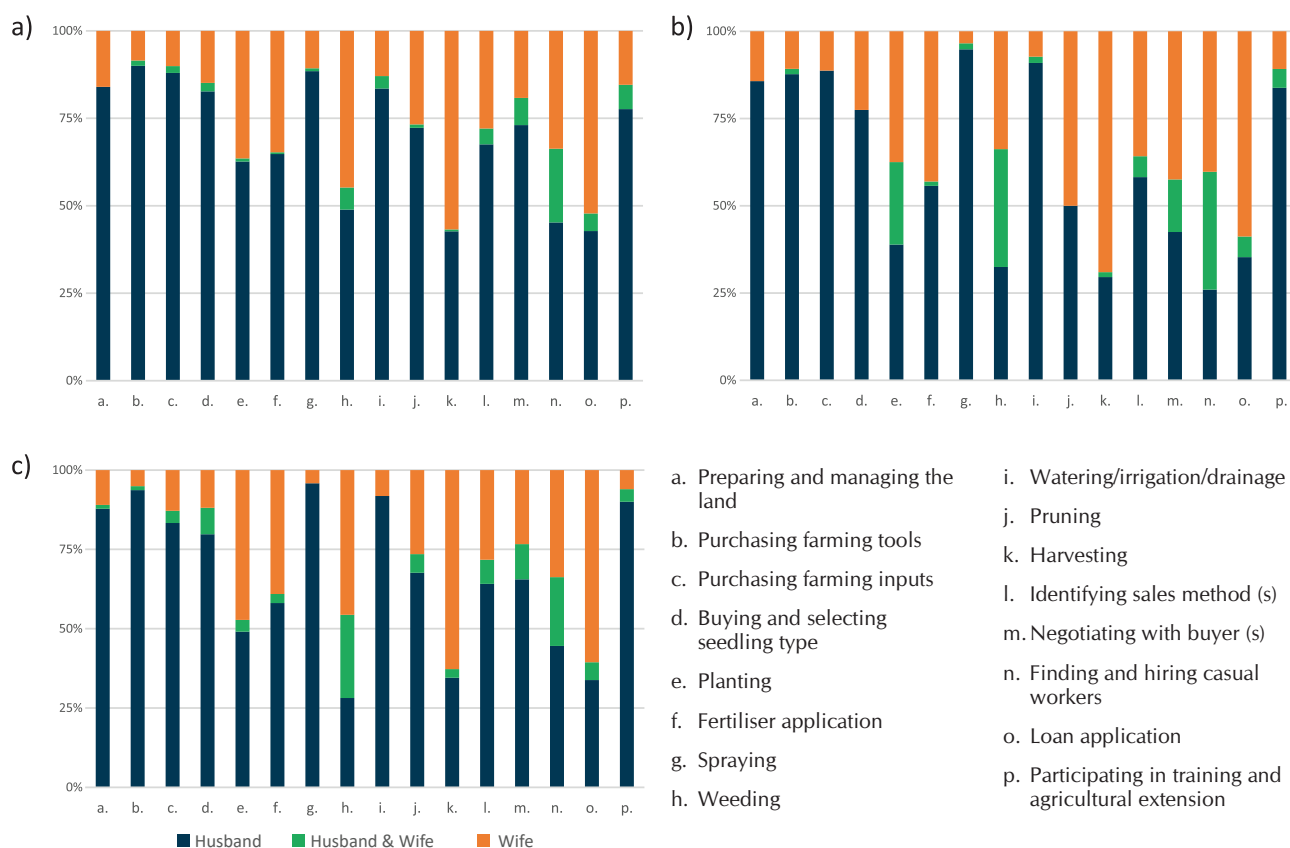 a)
100%
75%
50%
25%
0%
a. b. c. d. e. f. g. h. i. j. k. l. m. n. o. p.
b)
100%
75%
50%
25%
0%
a. b. c. d. e. f. g. h. i. j. k. l. m. n. o. p.
c)
100%
75%
50%
25%
0%
a. b. c. d. e. f. g. h. i. j. k. l. m. n. o. p.
Husband Husband & Wife Wife
a. Preparing and managing the
land
b. Purchasing farming tools
c. Purchasing farming inputs
d. Buying and selecting
seedling type
e. Planting
f. Fertiliser application
g. Spraying
h. Weeding
i. Watering/irrigation/drainage
j. Pruning
k. Harvesting
l. Identifying sales method (s)
m. Negotiating with buyer (s)
n. Finding and hiring casual
workers
o. Loan application
p. Participating in training and
agricultural extension